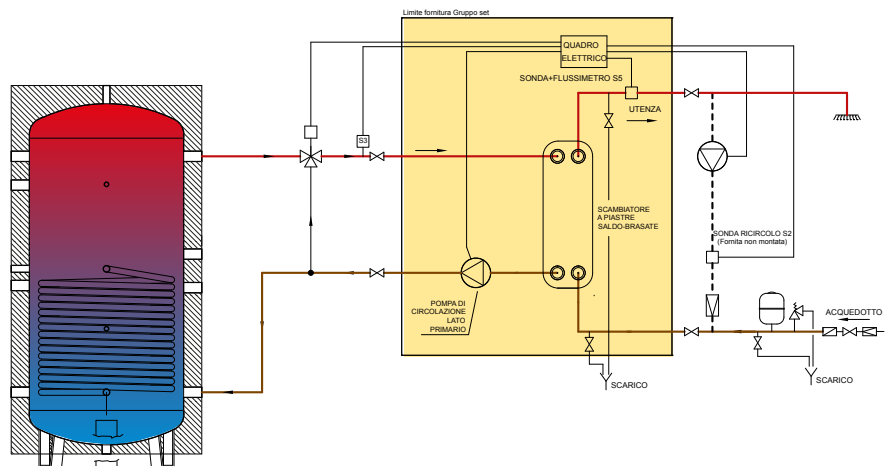 Limite fornitura Gruppo set
QUADRO
ELETTRICO
SONDA+FLUSSIMETRO S5
UTENZA
S3
SCAMBIATORE
A PIASTRE
SALDO-BRASATE
SONDA RICIRCOLO S2
(Fornita non montata)
POMPA DI
CIRCOLAZIONE
LATO
PRIMARIO
ACQUEDOTTO
SCARICO
SCARICO